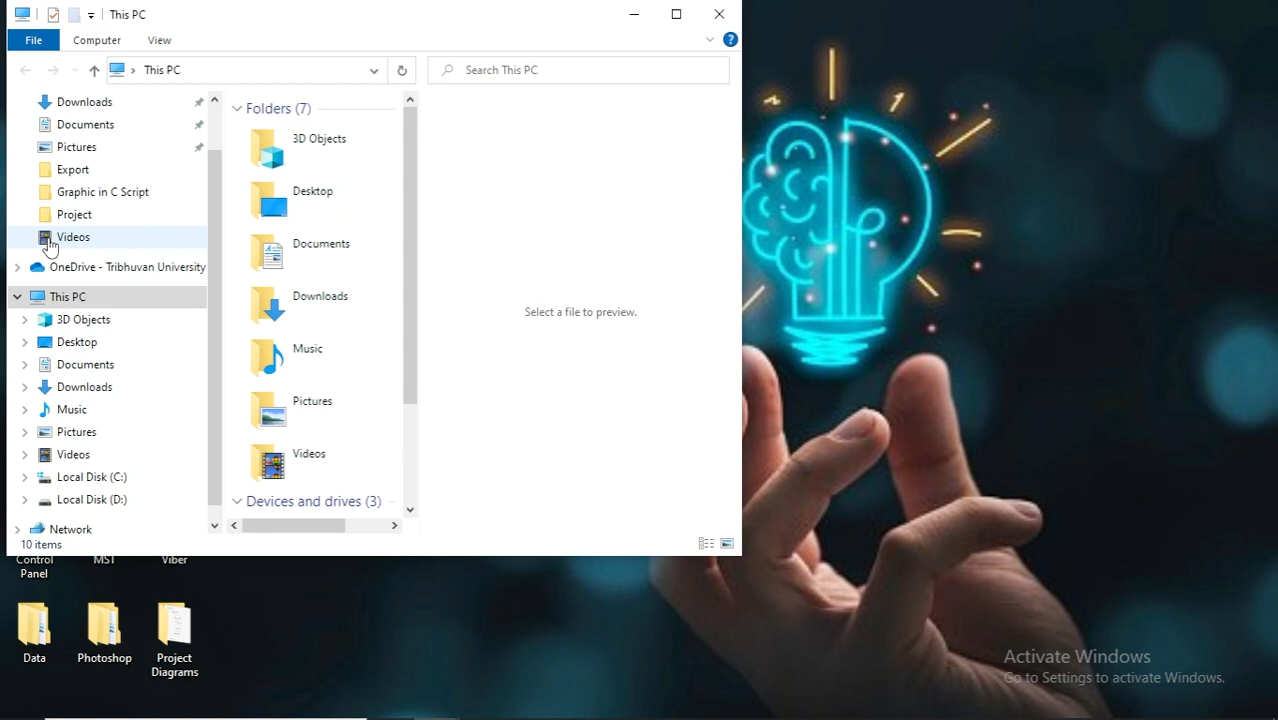 This PC
File Computer View
This PC
Search This PC
Downloads
Documents
Pictures
Export
Graphic in C Script
Project
Videos
OneDrive - Tribhuvan University
This PC
3D Objects
Desktop
Documents
Downloads
Music
Pictures
Videos
Local Disk (C:)
Local Disk (D:)
Network
Folders (7)
3D Objects
Desktop
Documents
Downloads
Music
Pictures
Videos
Devices and drives (3)
Select a file to preview.
10 items
Control
Panel
MST
Viber
Data
Photoshop
Project
Diagrams
Activate Windows
Go to Settings to activate Windows.